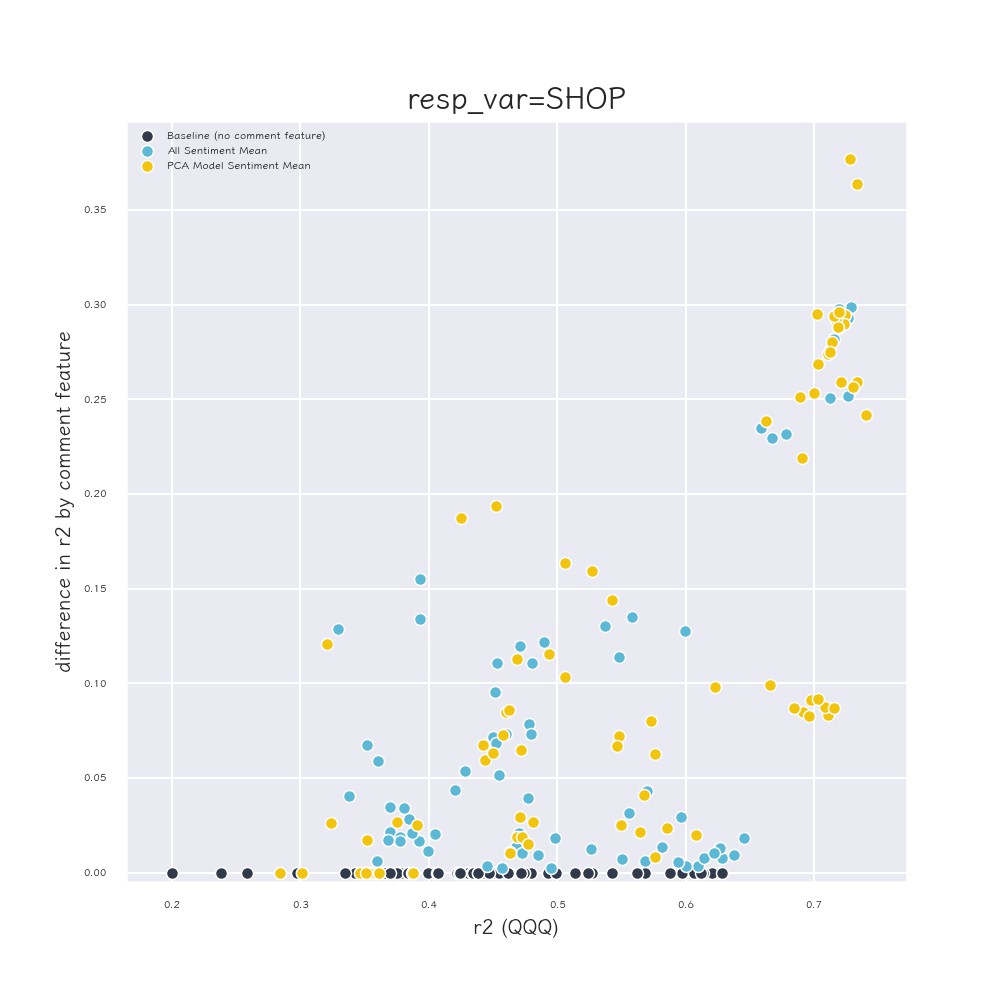 resp_var=SHOP
Baseline (no comment feature)
All Sentiment Mean
PCA Model Sentiment Mean
difference in r2 by comment feature
0.35
0.30
0.25
0.20
0.15
0.10
0.05
0.00
0.2 0.3 0.4 0.5 0.6 0.7
r2 (QQQ)